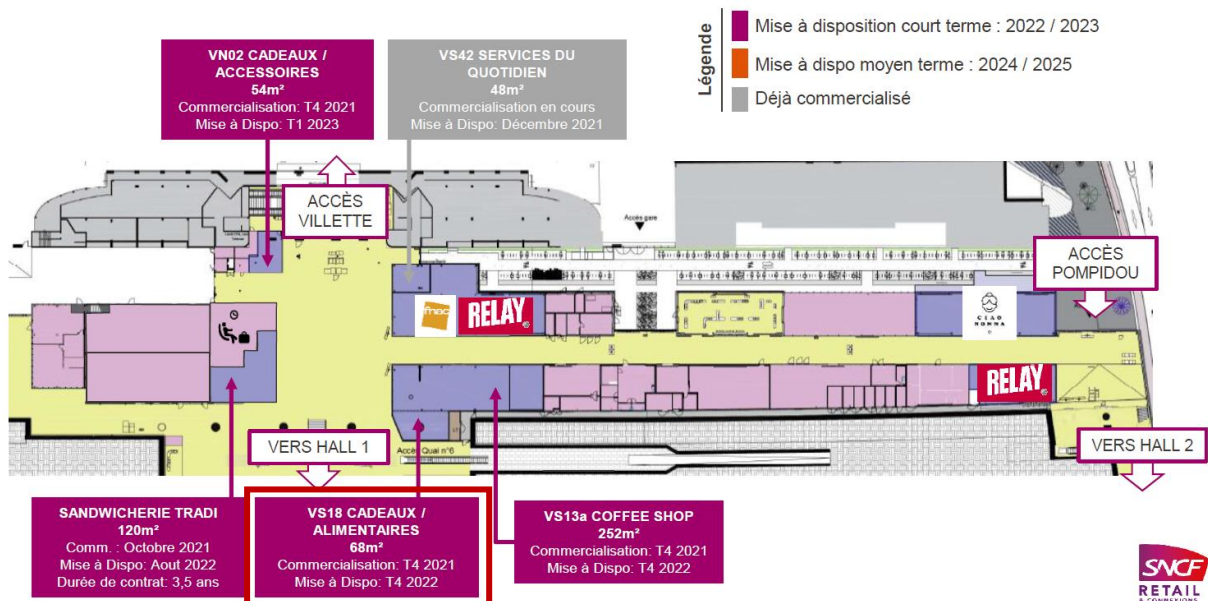 Légende
Mise à disposition court terme : 2022 / 2023
Mise à dispo moyen terme : 2024 / 2025
Déjà commercialisé
VN02 CADEAUX /
ACCESSOIRES
54m²
Commercialisation: T4 2021
Mise à Dispo: T1 2023
VS42 SERVICES DU
QUOTIDIEN
48m²
Commercialisation en cours
Mise à Dispo: Décembre 2021
ACCÈS
VILLETTE
Accès gare
ACCÈS
POMPIDOU
fnac
RELAY
CIAO
NONNA
RELAY
VERS HALL 1
Accès Quai n°6
VERS HALL 2
SANDWICHERIE TRADI
120m²
Comm. : Octobre 2021
Mise à Dispo: Aout 2022
Durée de contrat: 3,5 ans
VS18 CADEAUX /
ALIMENTAIRES
68m²
Commercialisation: T4 2021
Mise à Dispo: T4 2022
VS13a COFFEE SHOP
252m²
Commercialisation: T4 2021
Mise à Dispo: T4 2022
SNCF
RETAIL
& CONNEXIONS